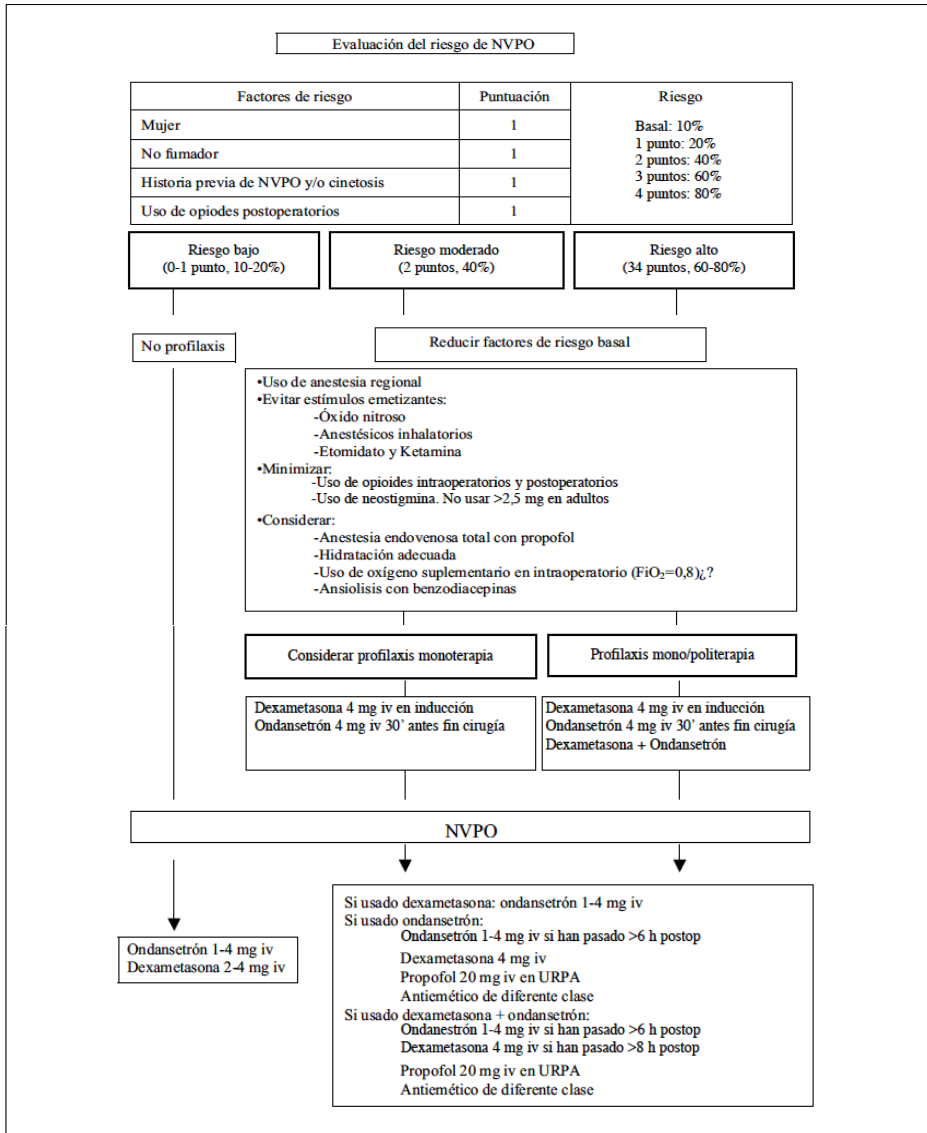 Evaluación del riesgo de NVPO
Factores de riesgo Puntuación Riesgo
Mujer 1
No fumador 1
Historia previa de NVPO y/o cinetosis 1
Uso de opiodes postoperatorios 1
Basal: 10%
1 punto: 20%
2 puntos: 40%
3 puntos: 60%
4 puntos: 80%
Riesgo bajo
(0-1 punto, 10-20%)
Riesgo moderado
(2 puntos, 40%)
Riesgo alto
(34 puntos, 60-80%)
No profilaxis
Reducir factores de riesgo basal
•Uso de anestesia regional
•Evitar estímulos emetizantes:
-Óxido nitroso
-Anestésicos inhalatorios
-Etomidato y Ketamina
•Minimizar:
-Uso de opioides intraoperatorios y postoperatorios
-Uso de neostigmina. No usar >2,5 mg en adultos
•Considerar:
-Anestesia endovenosa total con propofol
-Hidratación adecuada
-Uso de oxígeno suplementario en intraoperatorio (FiO₂=0,8)¿?
-Ansiolisis con benzodiacepinas
Considerar profilaxis monoterapia
Profilaxis mono/politerapia
Dexametasona 4 mg iv en inducción
Ondansetrón 4 mg iv 30’ antes fin cirugía
Dexametasona 4 mg iv en inducción
Ondansetrón 4 mg iv 30’ antes fin cirugía
Dexametasona + Ondansetrón
NVPO
Ondansetrón 1-4 mg iv
Dexametasona 2-4 mg iv
Si usado dexametasona: ondansetrón 1-4 mg iv
Si usado ondansetrón:
Ondansetrón 1-4 mg iv si han pasado >6 h postop
Dexametasona 4 mg iv
Propofol 20 mg iv en URPA
Antiemético de diferente clase
Si usado dexametasona + ondansetrón:
Ondanestrón 1-4 mg iv si han pasado >6 h postop
Dexametasona 4 mg iv si han pasado >8 h postop
Propofol 20 mg iv en URPA
Antiemético de diferente clase